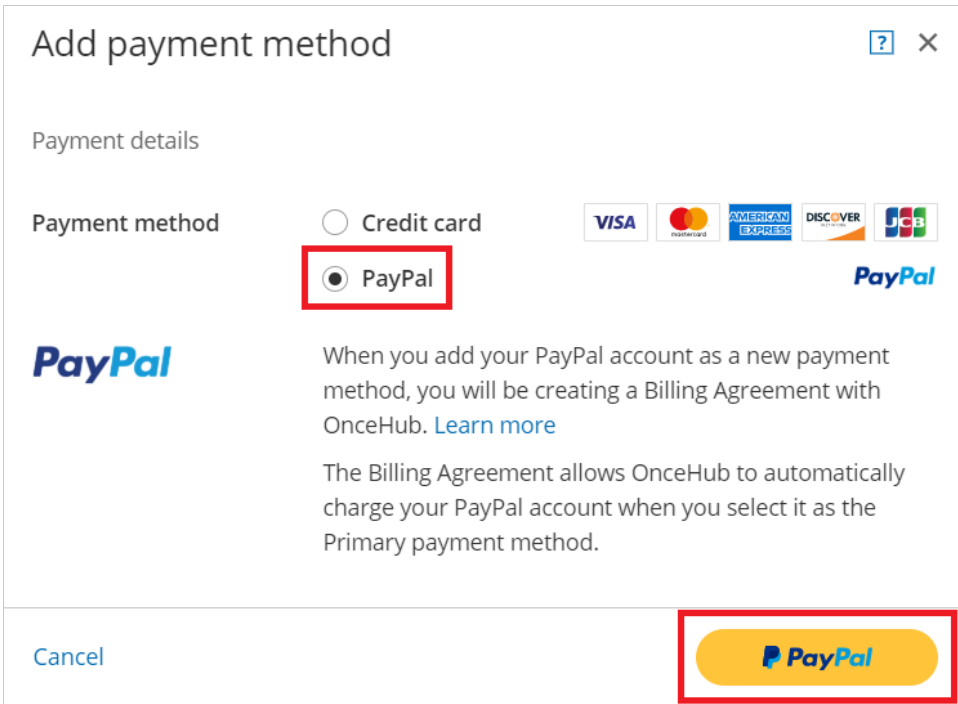 Add payment method ?
Payment details
Payment method Credit card VISA mastercard AMERICAN EXPRESS DISCOVER JCB
PayPal PayPal
PayPal
When you add your PayPal account as a new payment
method, you will be creating a Billing Agreement with
OnceHub. Learn more
The Billing Agreement allows OnceHub to automatically
charge your PayPal account when you select it as the
Primary payment method.
Cancel PayPal